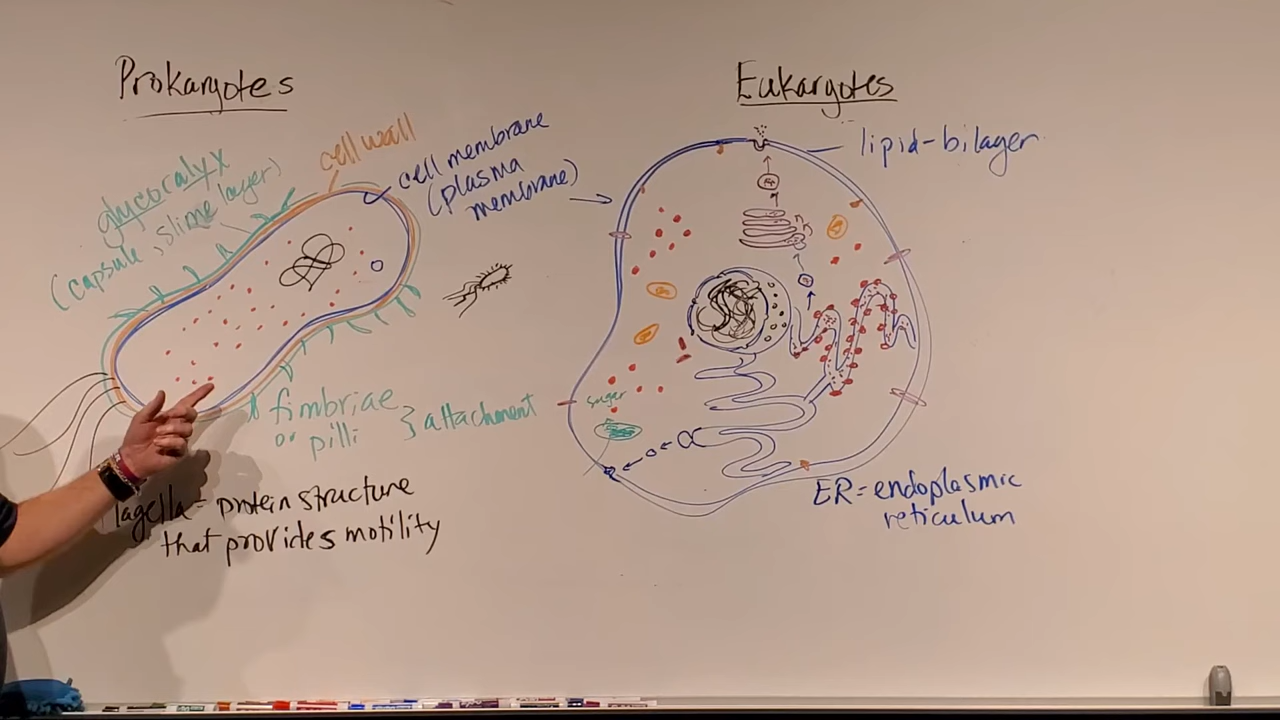 Prokaryotes
glycocalyx
(capsule, slime layer)
cell wall
cell membrane
(plasma
membrane)
fimbriae
or pilli
} attachment
lagella = protein structure
that provides motility
Eukaryotes
lipid-bilayer
sugar
ER = endoplasmic
reticulum